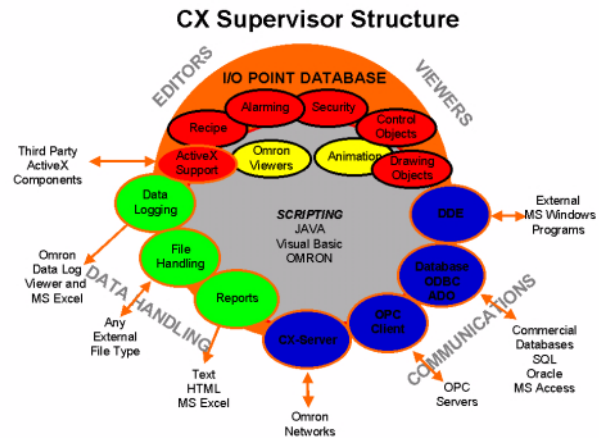 CX Supervisor Structure
EDITORS
VIEWERS
I/O POINT DATABASE
Alarming
Security
Recipe
Control
Objects
ActiveX
Support
Omron
Viewers
Animation
Drawing
Objects
Third Party
ActiveX
Components
Data
Logging
DDE
External
MS Windows
Programs
SCRIPTING
JAVA
Visual Basic
OMRON
File
Handling
Database
ODBC
ADO
Omron
Data Log
Viewer and
MS Excel
DATA HANDLING
Reports
OPC
Client
CX-Server
COMMUNICATIONS
Any
External
File Type
Commercial
Databases
SQL
Oracle
MS Access
Text
HTML
MS Excel
OPC
Servers
Omron
Networks